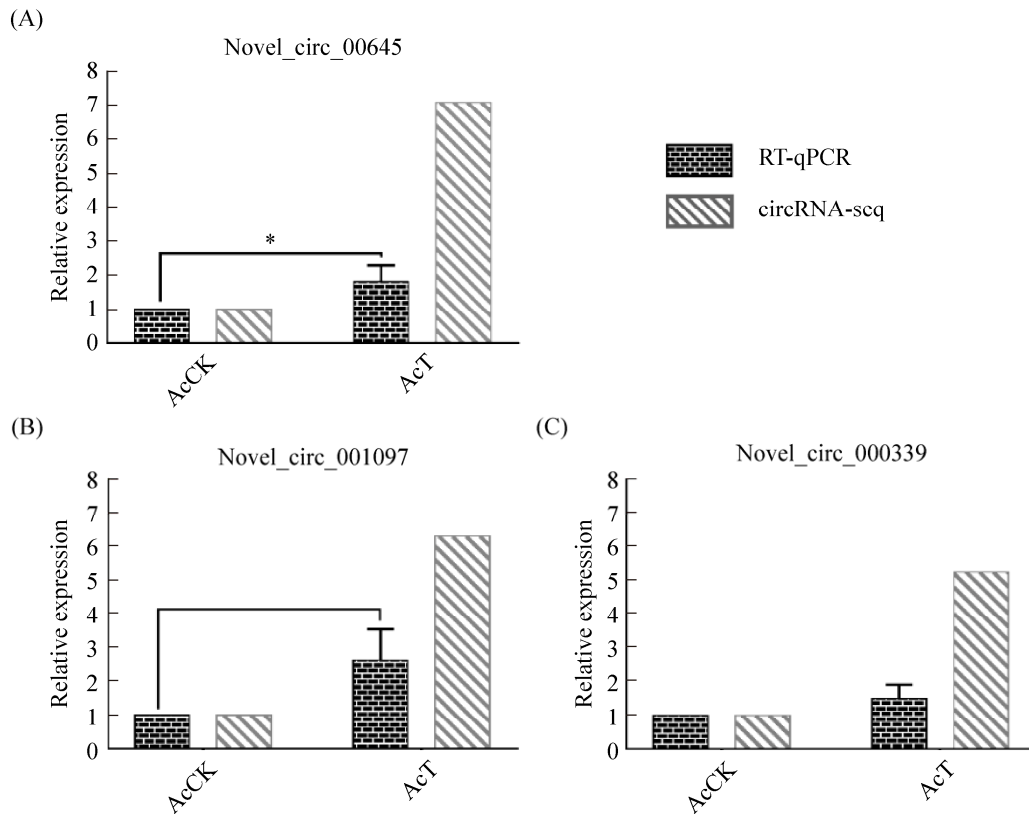 (A)
Novel_circ_00645
Relative expression
8
7
6
5
4
3
2
1
0
*
AcCK
AcT
RT-qPCR
circRNA-scq
(B)
Novel_circ_001097
Relative expression
8
7
6
5
4
3
2
1
0
AcCK
AcT
(C)
Novel_circ_000339
Relative expression
8
7
6
5
4
3
2
1
0
AcCK
AcT